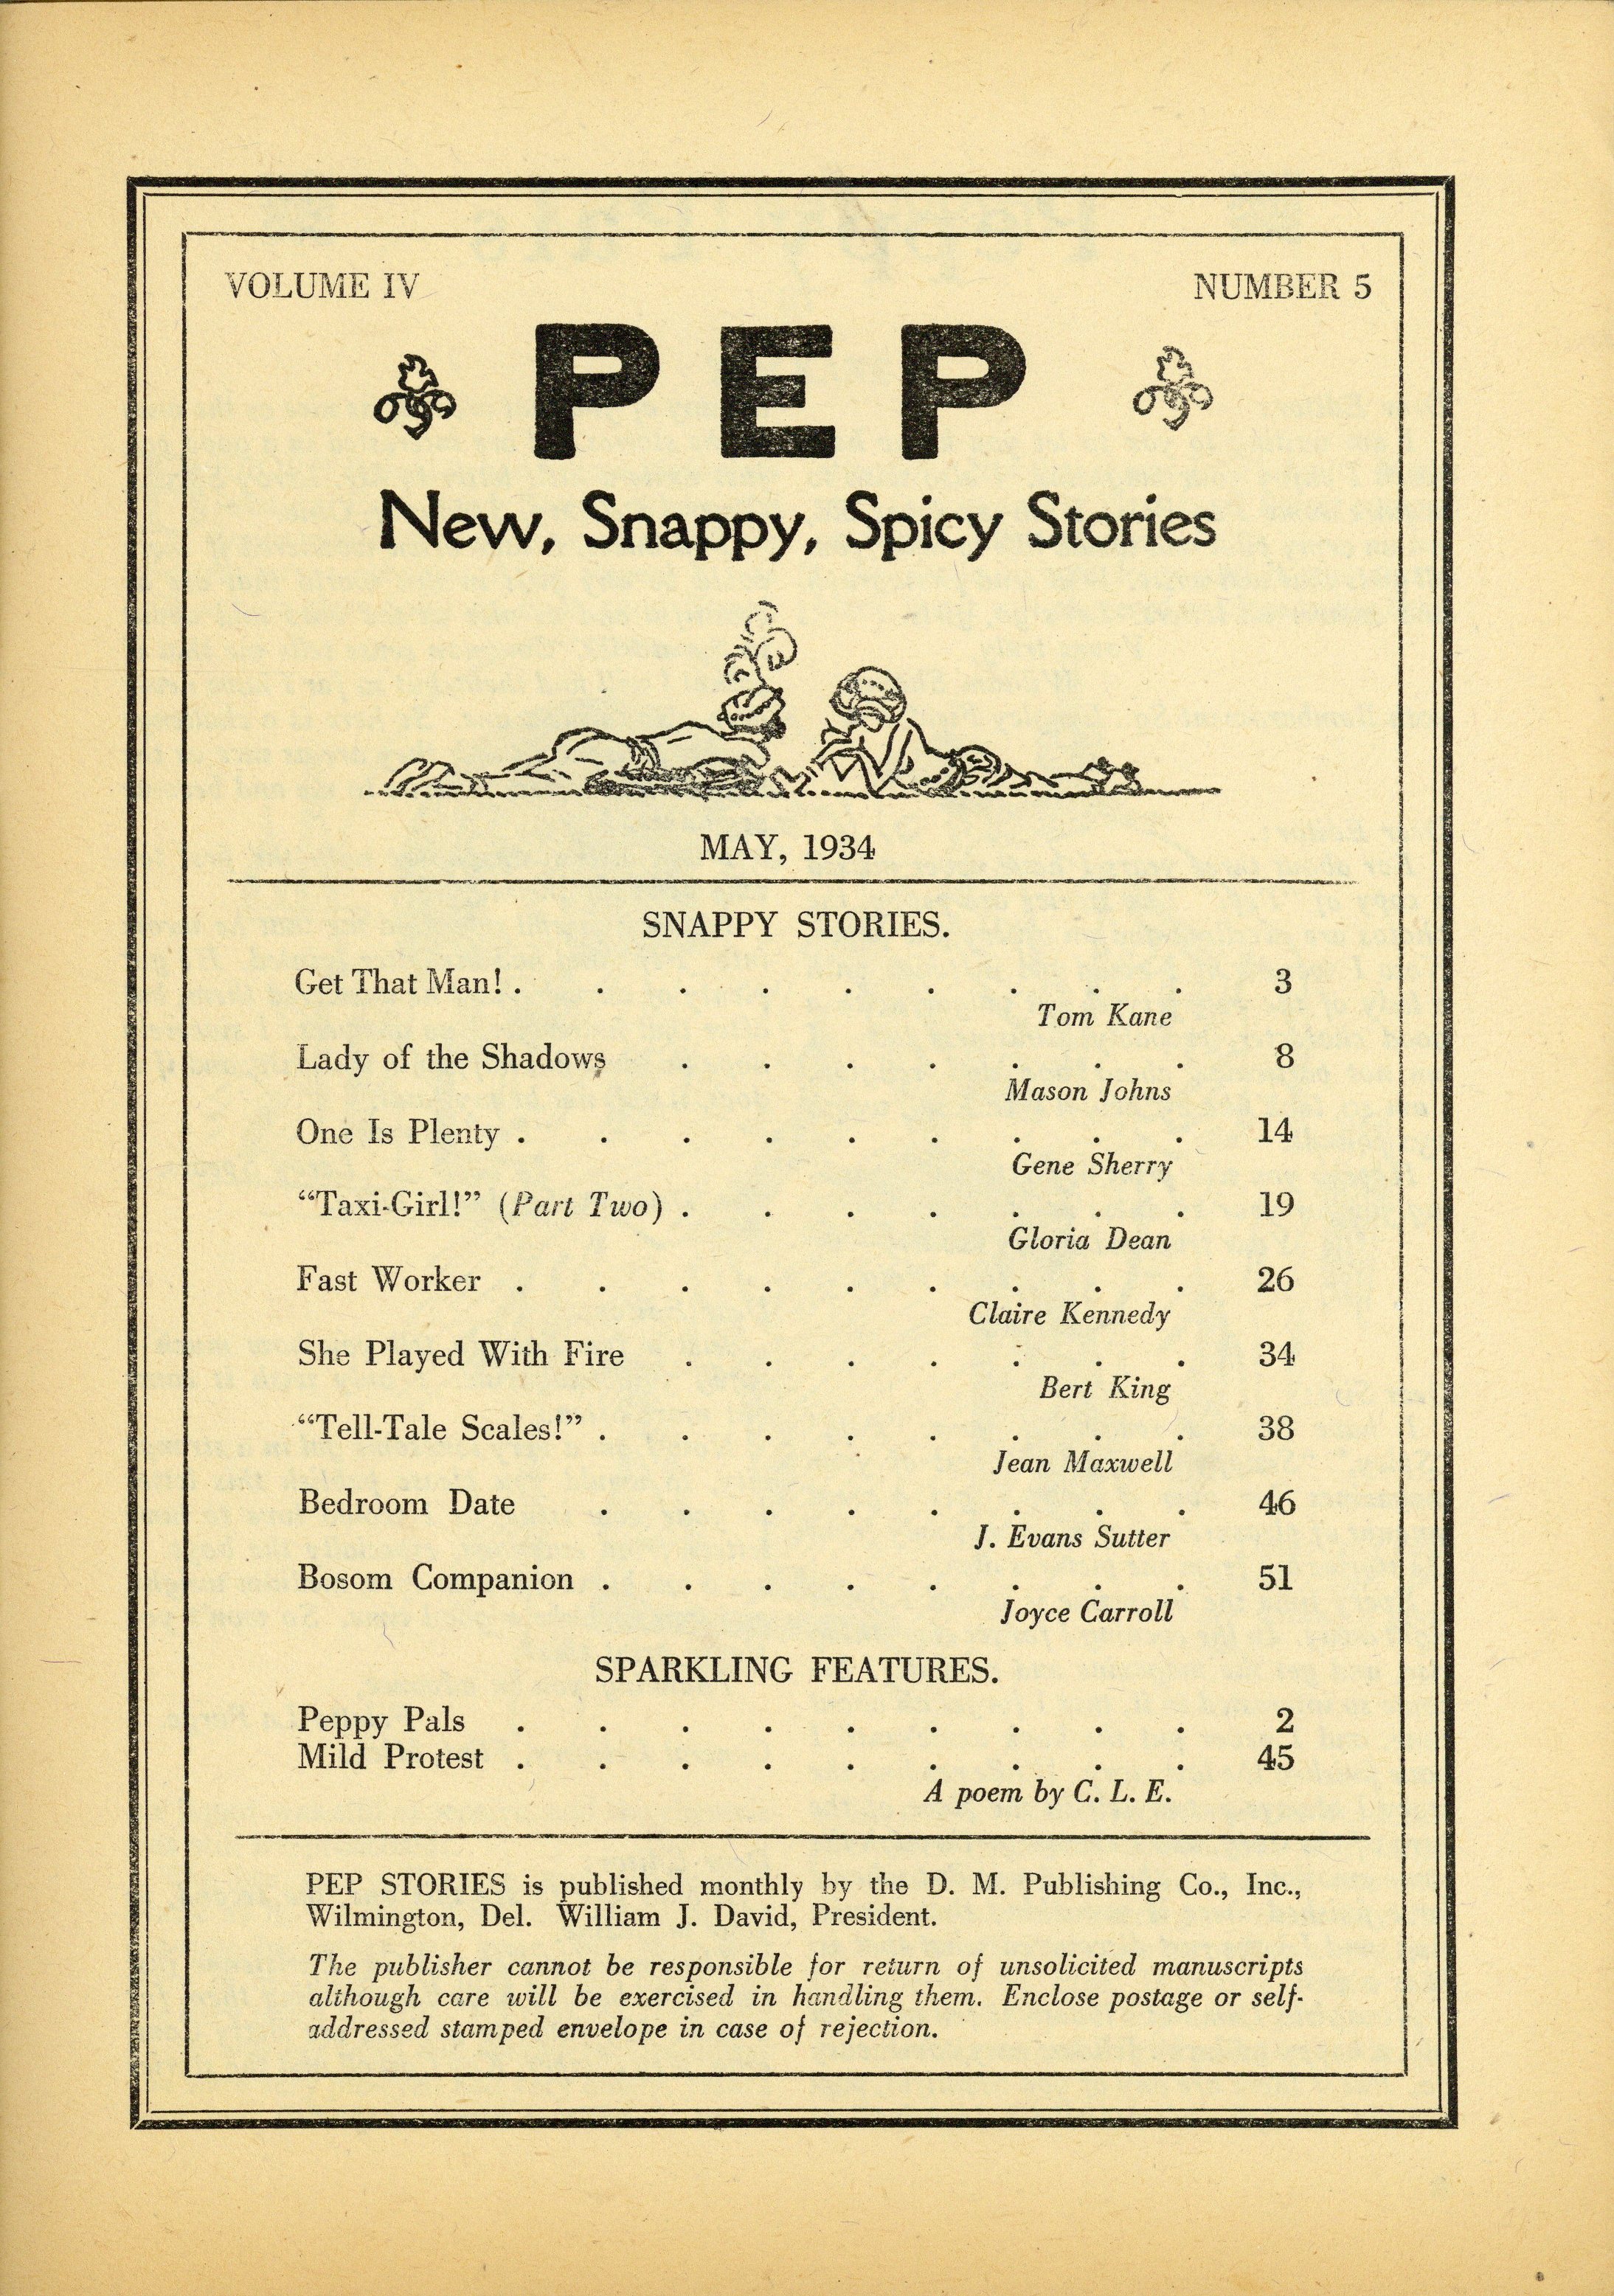 VOLUME IV NUMBER 5
PEP
New, Snappy, Spicy Stories
MAY, 1934
SNAPPY STORIES.
Get That Man! . . . . . . . . . 3
Tom Kane
Lady of the Shadows . . . . . . . 8
Mason Johns
One Is Plenty . . . . . . . . . 14
Gene Sherry
“Taxi-Girl!” (Part Two) . . . . . . . 19
Gloria Dean
Fast Worker . . . . . . . . . 26
Claire Kennedy
She Played With Fire . . . . . . . 34
Bert King
“Tell-Tale Scales!” . . . . . . . . 38
Jean Maxwell
Bedroom Date . . . . . . . . 46
J. Evans Sutter
Bosom Companion . . . . . . . . 51
Joyce Carroll
SPARKLING FEATURES.
Peppy Pals . . . . . . . . . 2
Mild Protest . . . . . . . . . 45
A poem by C. L. E.
PEP STORIES is published monthly by the D. M. Publishing Co., Inc.,
Wilmington, Del. William J. David, President.
The publisher cannot be responsible for return of unsolicited manuscripts
although care will be exercised in handling them. Enclose postage or self-
addressed stamped envelope in case of rejection.